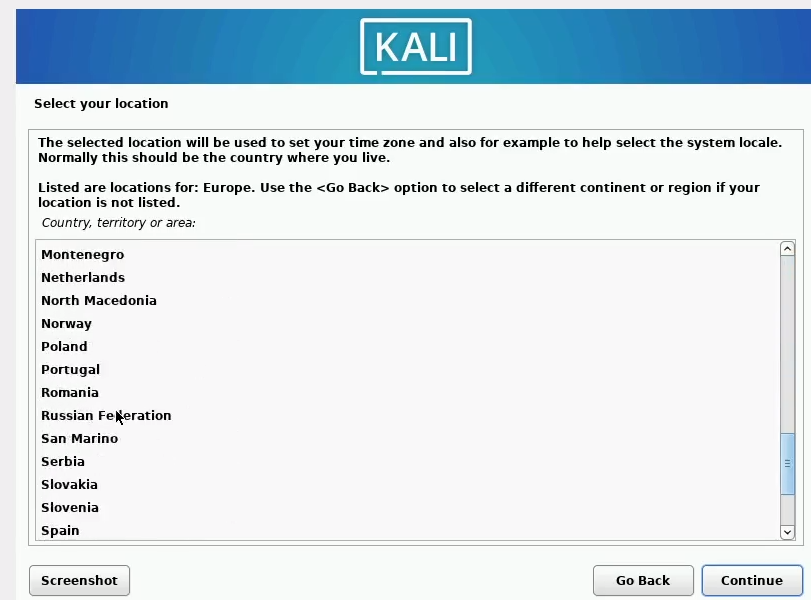 KALI
Select your location
The selected location will be used to set your time zone and also for example to help select the system locale.
Normally this should be the country where you live.
Listed are locations for: Europe. Use the <Go Back> option to select a different continent or region if your
location is not listed.
Country, territory or area:
Montenegro
Netherlands
North Macedonia
Norway
Poland
Portugal
Romania
Russian Federation
San Marino
Serbia
Slovakia
Slovenia
Spain
Screenshot
Go Back
Continue